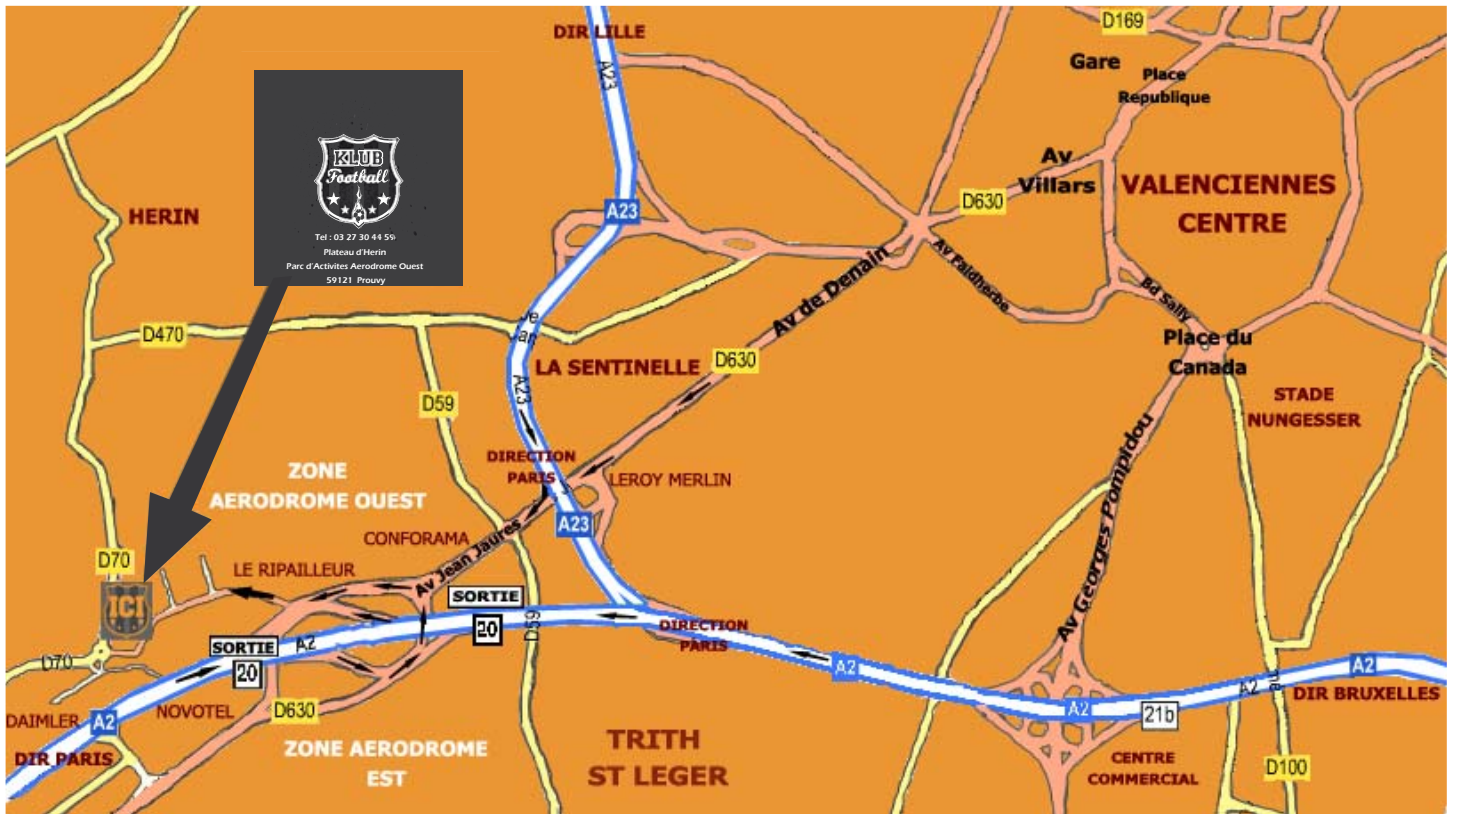 D169
DIR LILLE
A23
Gare
Place
Republique
KLUB
Football
Tel : 03 27 30 44 59
Plateau d'Herin
Parc d'Activites Aerodrome Ouest
59121 Prouvy
HERIN
Av
Villars
D630
VALENCIENNES
CENTRE
A23
Av de Denain
Av Faidherbe
Bd Sally
D470
LA SENTINELLE
D630
Place du
Canada
A23
D59
STADE
NUNGESSER
DIRECTION
PARIS
LEROY MERLIN
ZONE
AERODROME OUEST
A23
CONFORAMA
Av Jean Jaures
Av Georges Pompidou
D70
LE RIPAILLEUR
ICI
SORTIE
20
D59
DIRECTION
PARIS
SORTIE
20
A2
D70
A2
A2
A2
A2
DIR BRUXELLES
DAIMLER
A2
NOVOTEL
D630
21b
DIR PARIS
ZONE AERODROME
EST
TRITH
ST LEGER
CENTRE
COMMERCIAL
D100